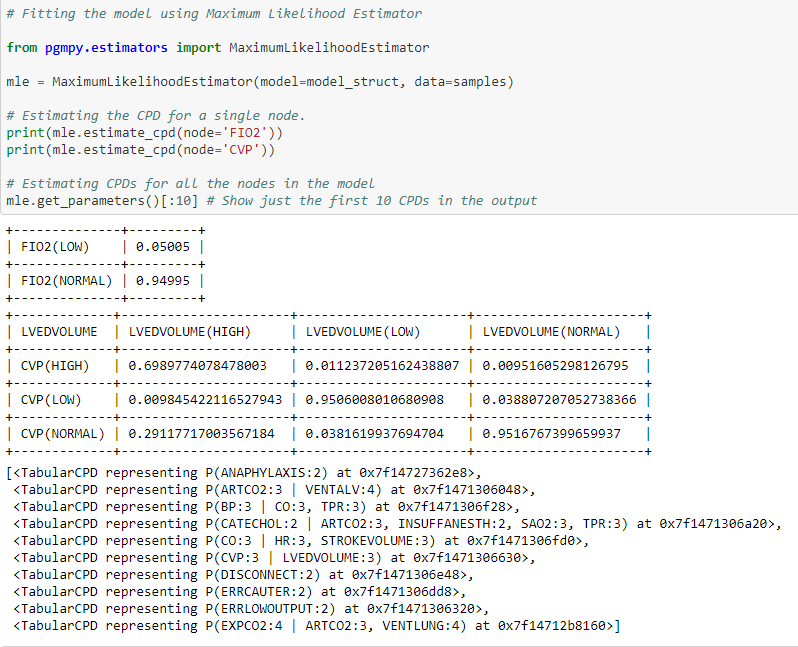 # Fitting the model using Maximum Likelihood Estimator
from pgmpy.estimators import MaximumLikelihoodEstimator
mle = MaximumLikelihoodEstimator(model=model_struct, data=samples)
# Estimating the CPD for a single node.
print(mle.estimate_cpd(node='FIO2'))
print(mle.estimate_cpd(node='CVP'))
# Estimating CPDs for all the nodes in the model
mle.get_parameters()[:10] # Show just the first 10 CPDs in the output
+--------------+---------+
| FIO2(LOW)    | 0.05005 |
+--------------+---------+
| FIO2(NORMAL) | 0.94995 |
+--------------+---------+
+-------------+----------------------+----------------------+----------------------+
| LVEDVOLUME  | LVEDVOLUME(HIGH)     | LVEDVOLUME(LOW)      | LVEDVOLUME(NORMAL)   |
+-------------+----------------------+----------------------+----------------------+
| CVP(HIGH)   | 0.6989774078478003   | 0.011237205162438807 | 0.00951605298126795  |
+-------------+----------------------+----------------------+----------------------+
| CVP(LOW)    | 0.009845422116527943 | 0.9506008010680908   | 0.038807207052738366 |
+-------------+----------------------+----------------------+----------------------+
| CVP(NORMAL) | 0.29117717003567184  | 0.0381619937694704   | 0.9516767399659937   |
+-------------+----------------------+----------------------+----------------------+
[<TabularCPD representing P(ANAPHYLAXIS:2) at 0x7f14727362e8>,
 <TabularCPD representing P(ARTCO2:3 | VENTALV:4) at 0x7f1471306048>,
 <TabularCPD representing P(BP:3 | CO:3, TPR:3) at 0x7f1471306f28>,
 <TabularCPD representing P(CATECHOL:2 | ARTCO2:3, INSUFFANESTH:2, SAO2:3, TPR:3) at 0x7f1471306a20>,
 <TabularCPD representing P(CO:3 | HR:3, STROKEVOLUME:3) at 0x7f1471306fd0>,
 <TabularCPD representing P(CVP:3 | LVEDVOLUME:3) at 0x7f1471306630>,
 <TabularCPD representing P(DISCONNECT:2) at 0x7f1471306e48>,
 <TabularCPD representing P(ERRCAUTER:2) at 0x7f1471306dd8>,
 <TabularCPD representing P(ERRLOWOUTPUT:2) at 0x7f1471306320>,
 <TabularCPD representing P(EXPCO2:4 | ARTCO2:3, VENTLUNG:4) at 0x7f14712b8160>]